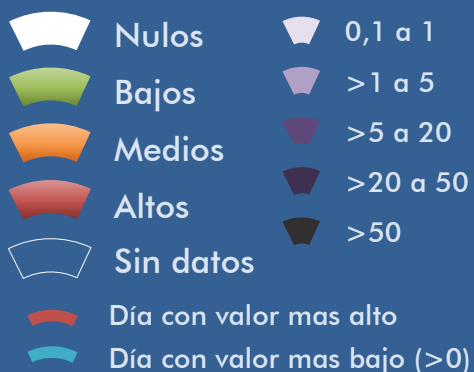 Nulos
Bajos
Medios
Altos
Sin datos
0,1 a 1
>1 a 5
>5 a 20
>20 a 50
>50
Día con valor mas alto
Día con valor mas bajo (>0)